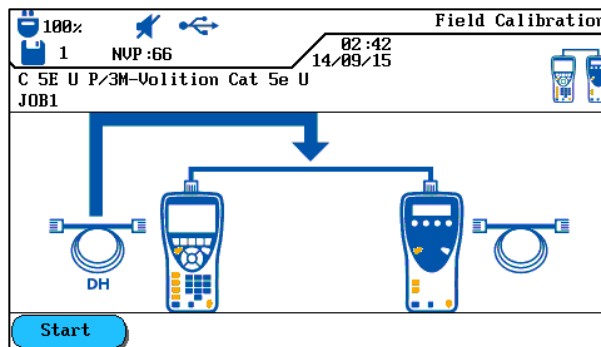 100% Field Calibration
1 NVP:66 02:42
14/09/15
C 5E U P/3M-Volition Cat 5e U
JOB1
DH
Start